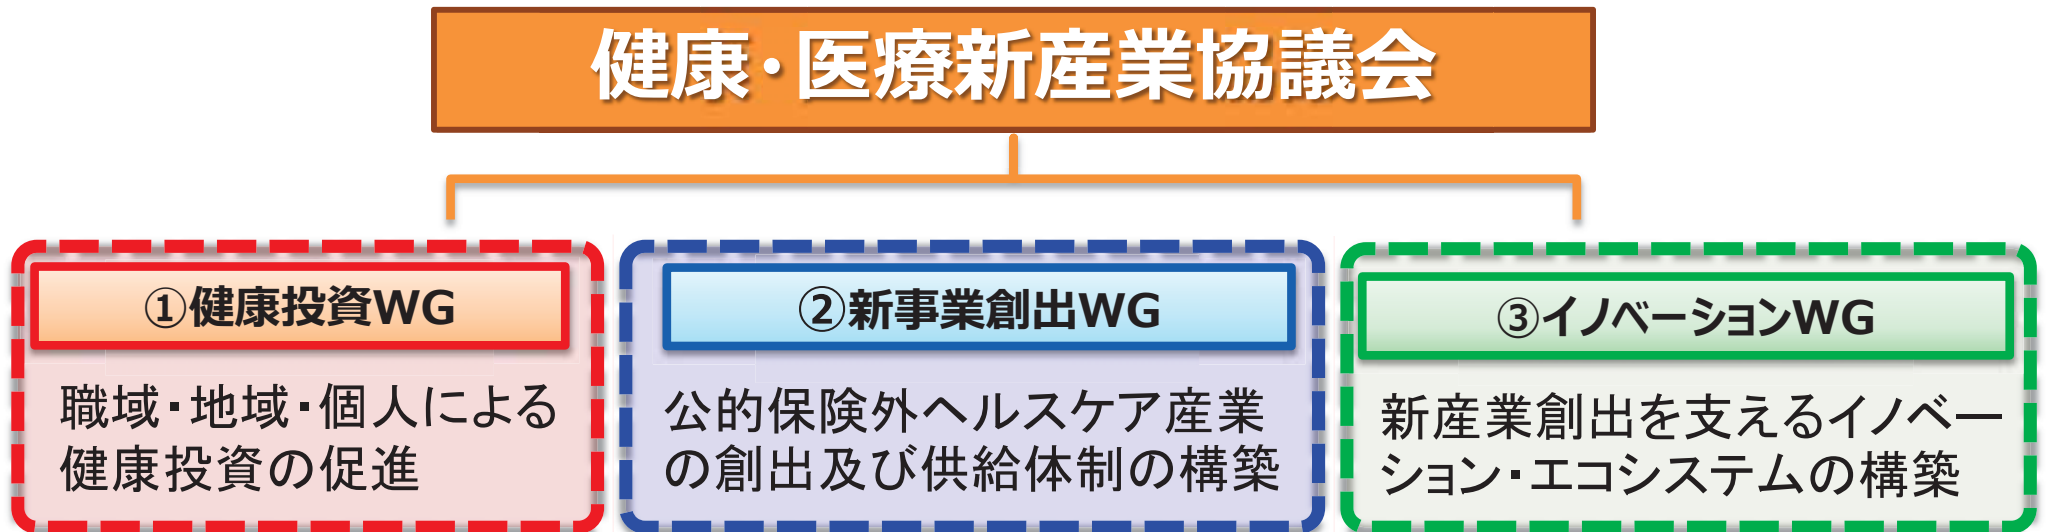 健康・医療新産業協議会
①健康投資WG
職域・地域・個人による
健康投資の促進
②新事業創出WG
公的保険外ヘルスケア産業
の創出及び供給体制の構築
③イノベーションWG
新産業創出を支えるイノベー
ション・エコシステムの構築